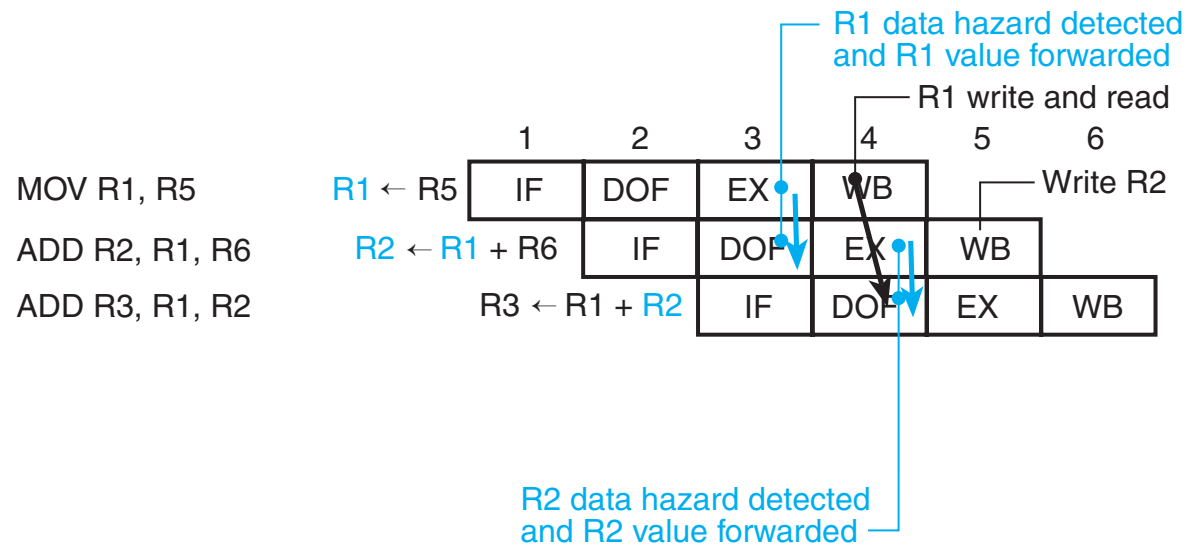 R1 data hazard detected
and R1 value forwarded
R1 write and read
1 2 3 4 5 6
MOV R1, R5 R1 ← R5 IF DOF EX WB Write R2
ADD R2, R1, R6 R2 ← R1 + R6 IF DOF EX WB
ADD R3, R1, R2 R3 ← R1 + R2 IF DOF EX WB
R2 data hazard detected
and R2 value forwarded